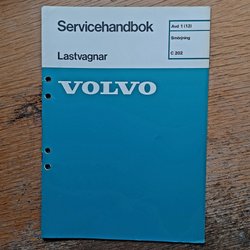 Servicehandbok
Avd 1 (12)
Smörjning
C 202
Lastvagnar
VOLVO